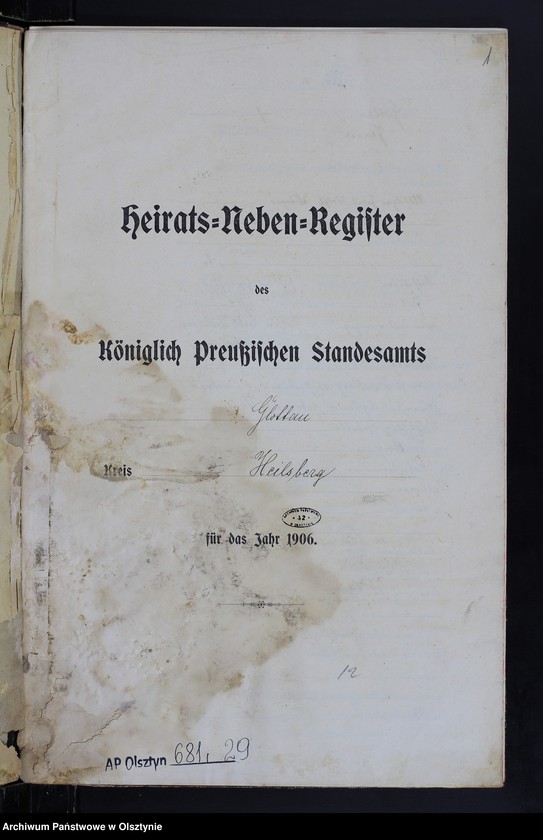 1
Heirats-Neben-Register
des
Königlich Preußischen Standesamts
Glottau
Kreis Heilsberg
für das Jahr 1906.
12
AP Olsztyn 681, 29
Archiwum Państwowe w Olsztynie